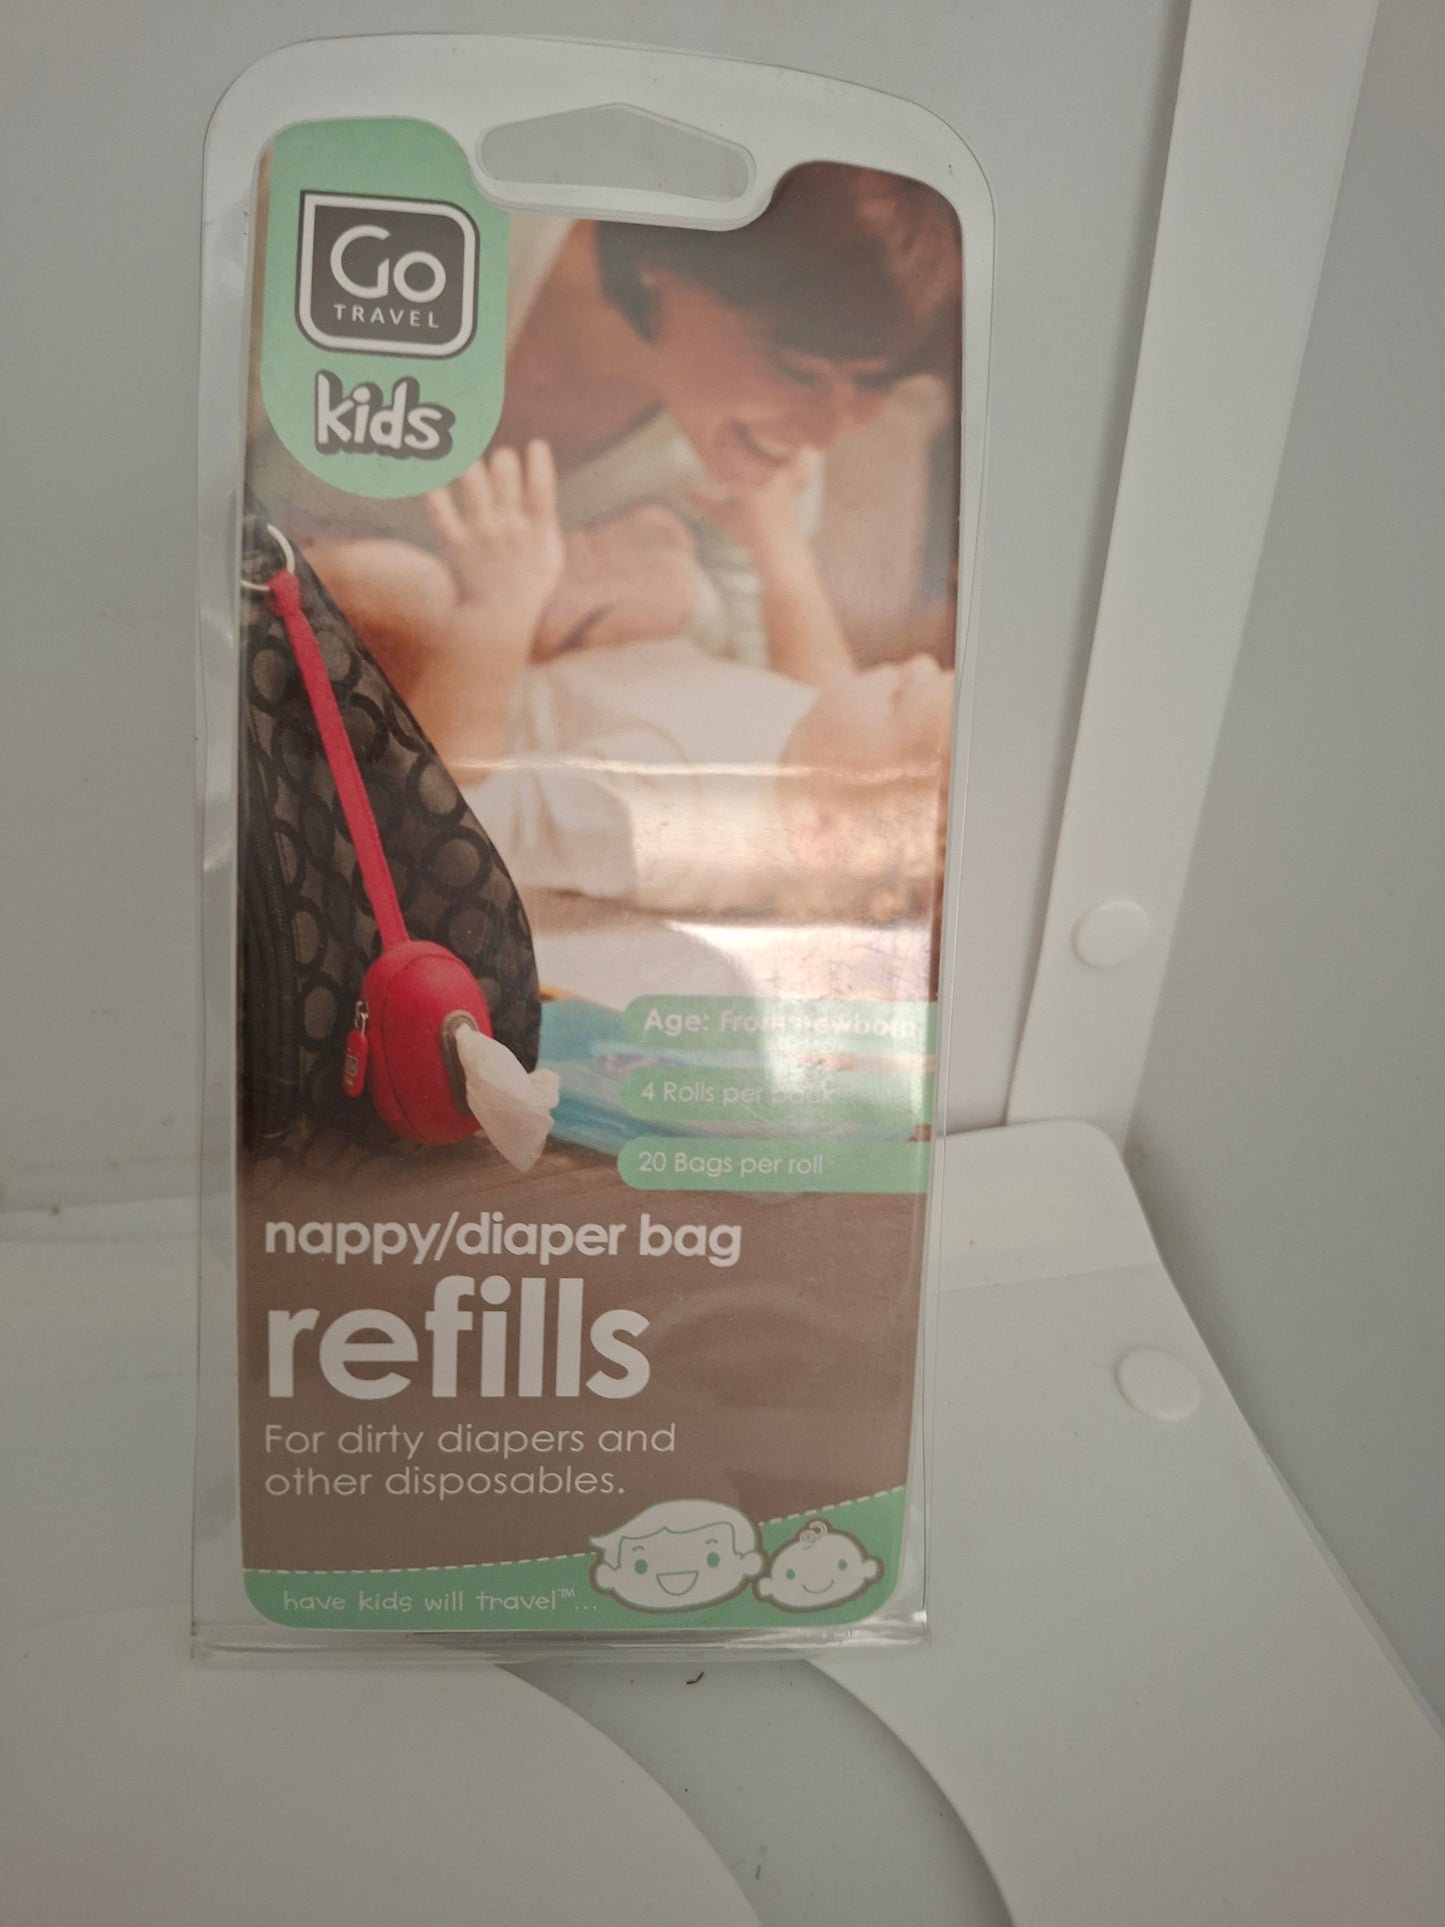 Go
TRAVEL
kids
Age: From newborn
4 Rolls per pack
20 Bags per roll
nappy/diaper bag
refills
For dirty diapers and
other disposables.
have kids will travel™...